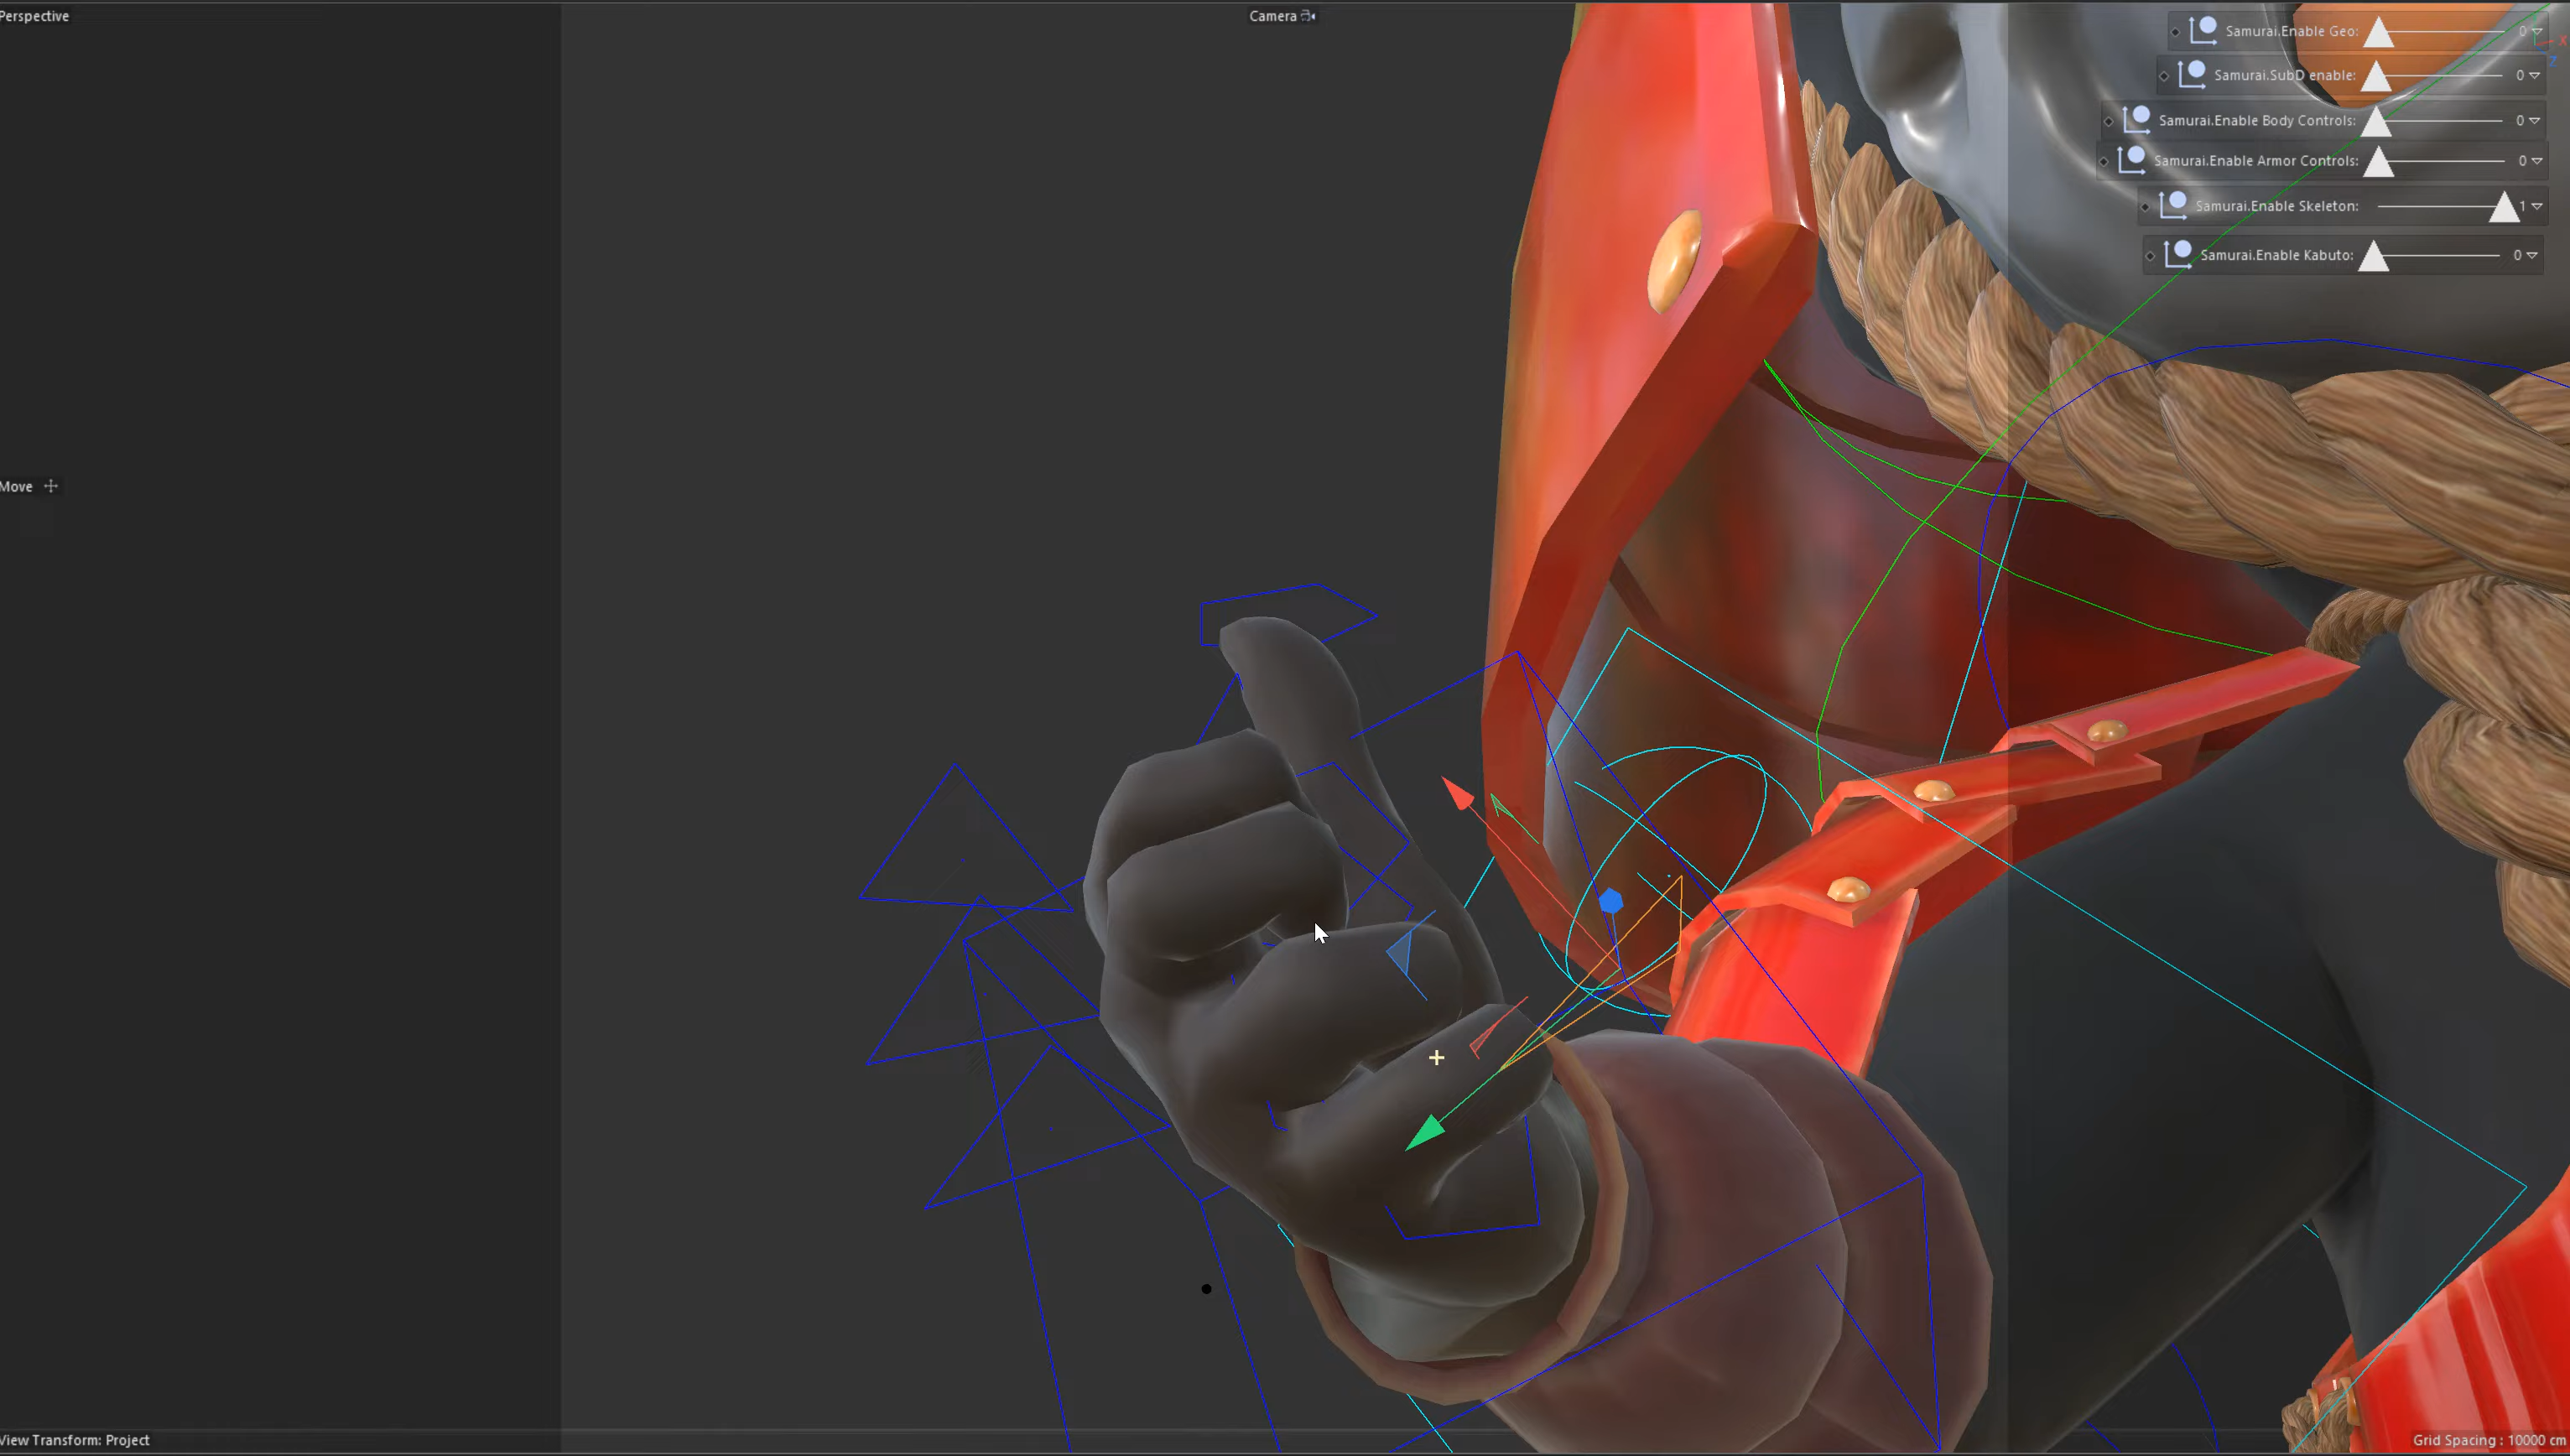 Perspective
Camera
Samurai.Enable Geo: 0
X
Samurai.SubD enable: 0
Z
Samurai.Enable Body Controls: 0
Samurai.Enable Armor Controls: 0
Samurai.Enable Skeleton: 1
Samurai.Enable Kabuto: 0
Move
View Transform: Project
Grid Spacing : 10000 cm